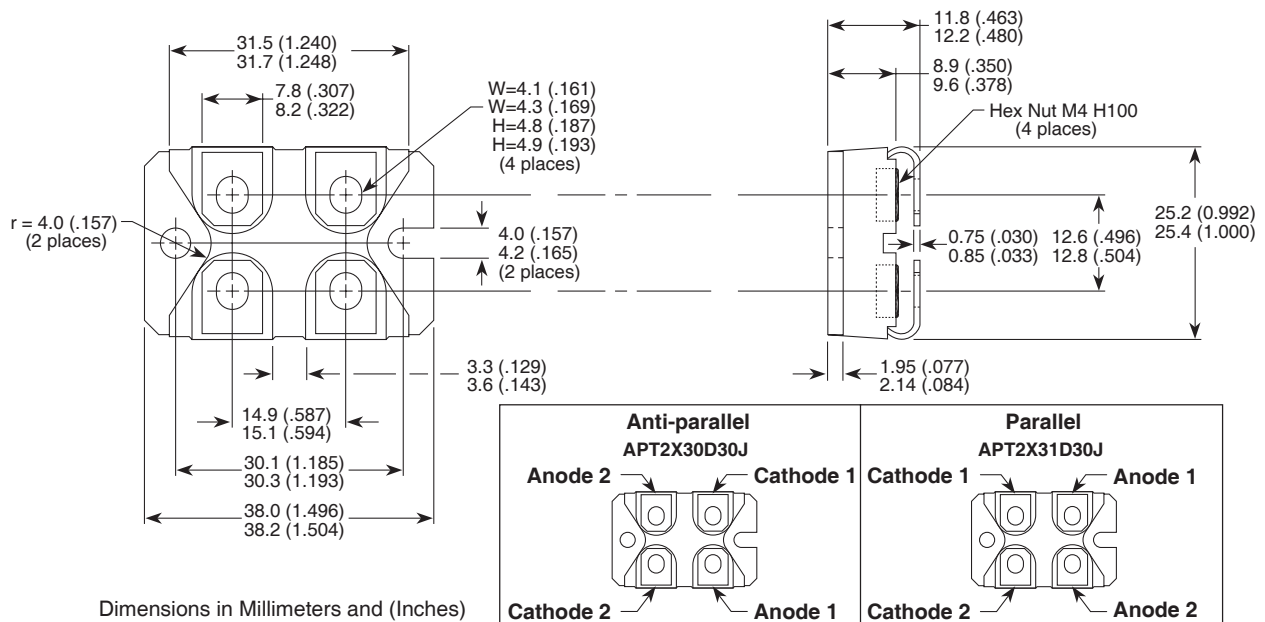 31.5 (1.240)
31.7 (1.248)
7.8 (.307)
8.2 (.322)
W=4.1 (.161)
W=4.3 (.169)
H=4.8 (.187)
H=4.9 (.193)
(4 places)
r = 4.0 (.157)
(2 places)
4.0 (.157)
4.2 (.165)
(2 places)
3.3 (.129)
3.6 (.143)
14.9 (.587)
15.1 (.594)
30.1 (1.185)
30.3 (1.193)
38.0 (1.496)
38.2 (1.504)
11.8 (.463)
12.2 (.480)
8.9 (.350)
9.6 (.378)
Hex Nut M4 H100
(4 places)
0.75 (.030)
0.85 (.033)
12.6 (.496)
12.8 (.504)
25.2 (0.992)
25.4 (1.000)
1.95 (.077)
2.14 (.084)
Dimensions in Millimeters and (Inches)
Anti-parallel
APT2X30D30J
Anode 2
Cathode 1
Cathode 2
Anode 1
Parallel
APT2X31D30J
Cathode 1
Anode 1
Cathode 2
Anode 2